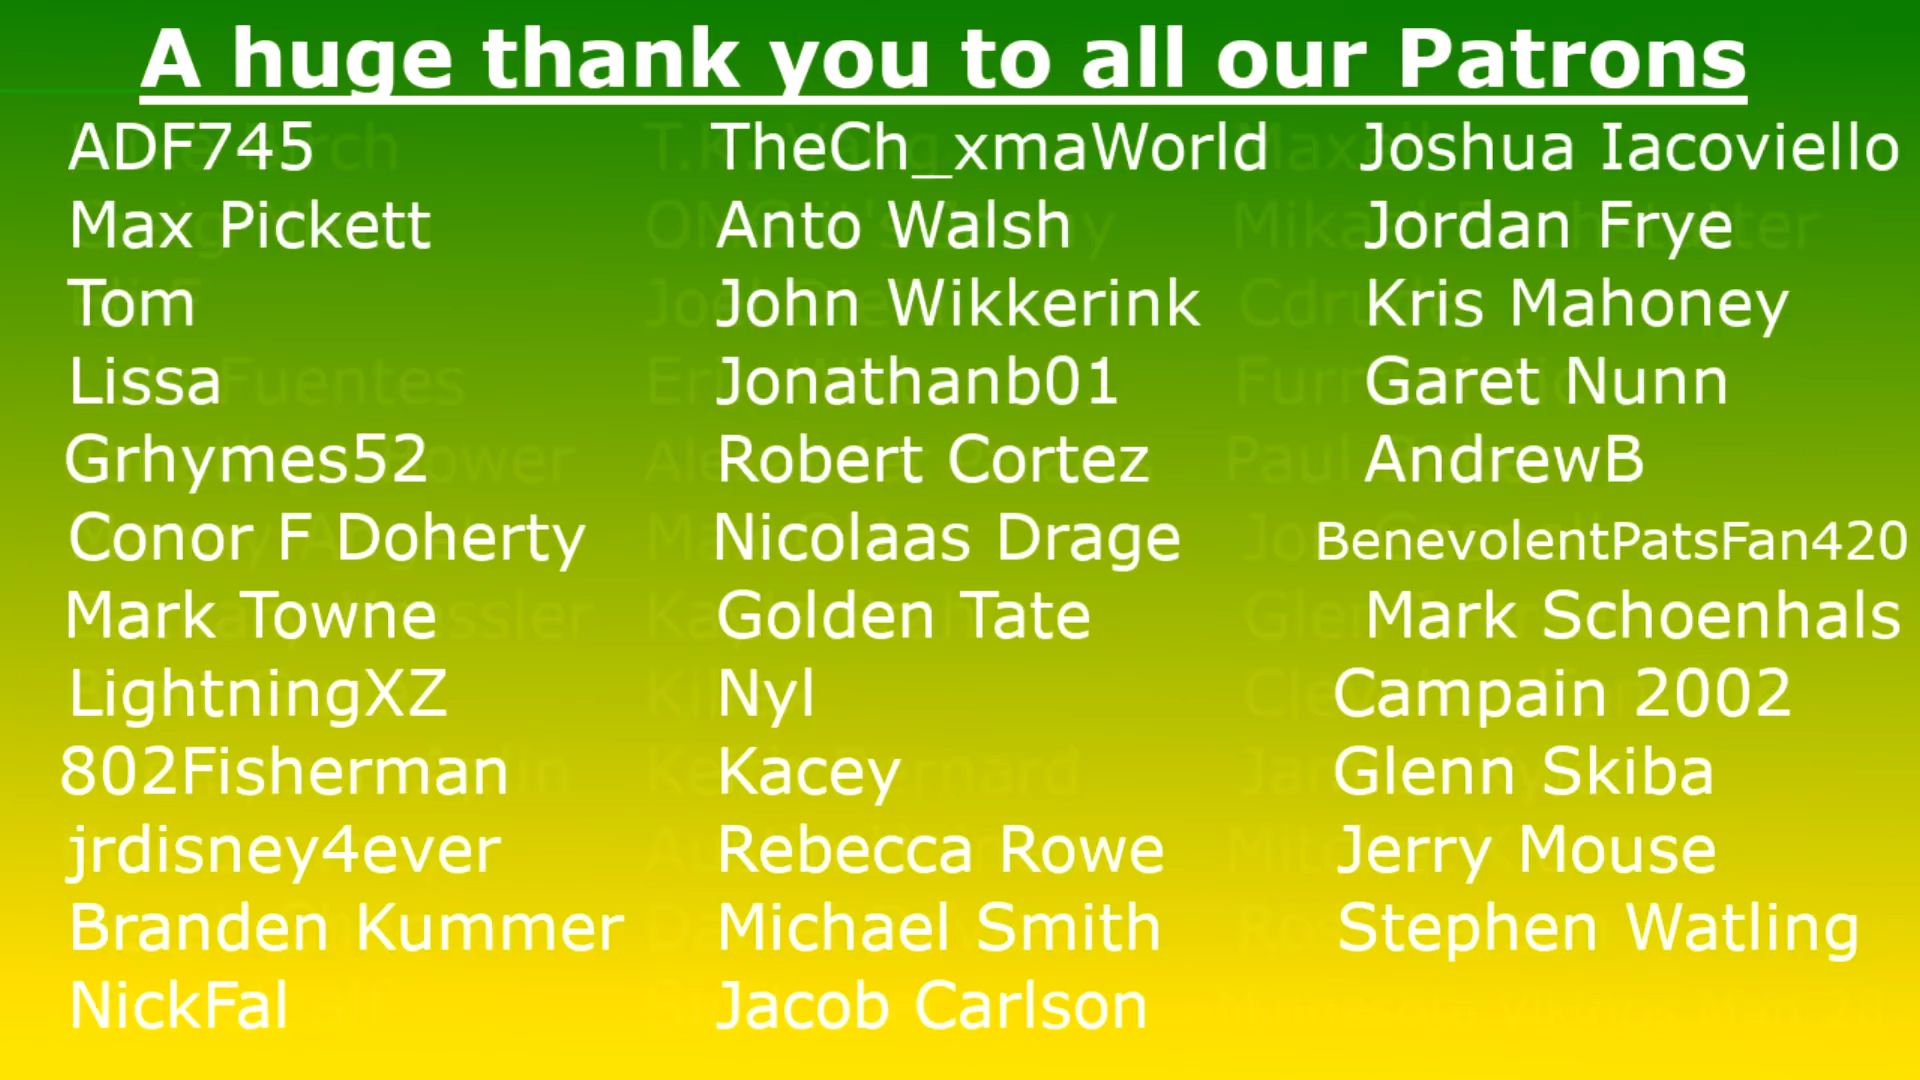 A huge thank you to all our Patrons
ADF745
Max Pickett
Tom
Lissa
Grhymes52
Conor F Doherty
Mark Towne
LightningXZ
802Fisherman
jrdisney4ever
Branden Kummer
NickFal
TheCh_xmaWorld
Anto Walsh
John Wikkerink
Jonathanb01
Robert Cortez
Nicolaas Drage
Golden Tate
Nyl
Kacey
Rebecca Rowe
Michael Smith
Jacob Carlson
Joshua Iacoviello
Jordan Frye
Kris Mahoney
Garet Nunn
AndrewB
BenevolentPatsFan420
Mark Schoenhals
Campain 2002
Glenn Skiba
Jerry Mouse
Stephen Watling